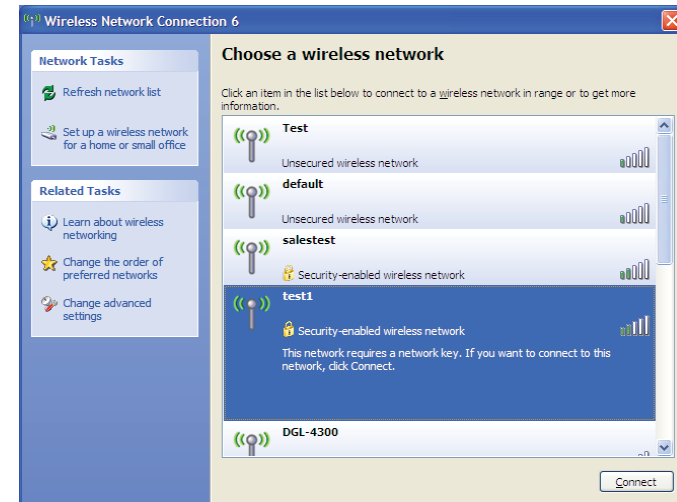 Wireless Network Connection 6
Network Tasks
Refresh network list
Set up a wireless network
for a home or small office
Related Tasks
Learn about wireless
networking
Change the order of
preferred networks
Change advanced
settings
Choose a wireless network
Click an item in the list below to connect to a wireless network in range or to get more
information.
Test
Unsecured wireless network
default
Unsecured wireless network
salestest
Security-enabled wireless network
test1
Security-enabled wireless network
This network requires a network key. If you want to connect to this
network, click Connect.
DGL-4300
Connect